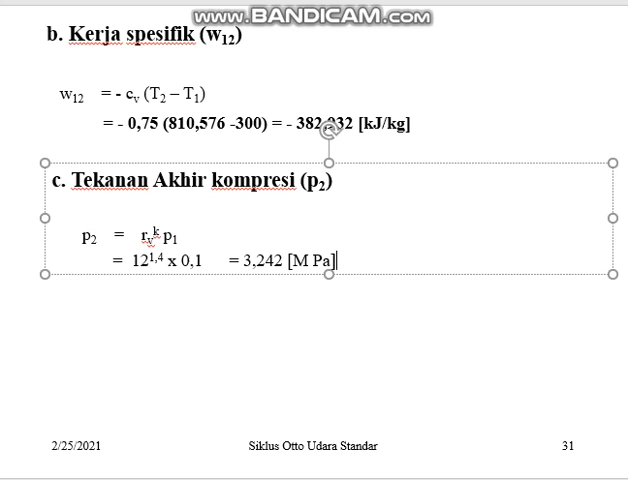 www.BANDICAM.com
b. Kerja spesifik (w₁₂)
w₁₂ = - cᵥ (T₂ – T₁)
= - 0,75 (810,576 -300) = - 382,932 [kJ/kg]
c. Tekanan Akhir kompresi (p₂)
p₂ = rᵥᵏ p₁
= 12¹,⁴ x 0,1 = 3,242 [M Pa]
2/25/2021 Siklus Otto Udara Standar 31